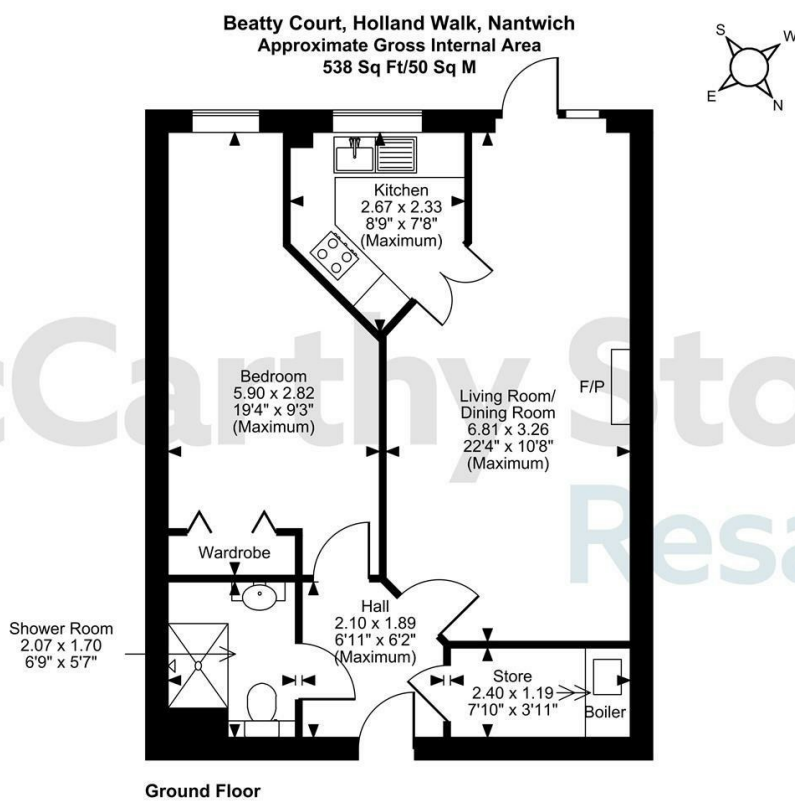 Beatty Court, Holland Walk, Nantwich
Approximate Gross Internal Area
538 Sq Ft/50 Sq M
S
W
E
N
Kitchen
2.67 x 2.33
8'9" x 7'8"
(Maximum)
Bedroom
5.90 x 2.82
19'4" x 9'3"
(Maximum)
Living Room/
Dining Room
6.81 x 3.26
22'4" x 10'8"
(Maximum)
F/P
cCarthy Sto
Resa
Wardrobe
Hall
2.10 x 1.89
6'11" x 6'2"
(Maximum)
Shower Room
2.07 x 1.70
6'9" x 5'7"
Store
2.40 x 1.19
7'10" x 3'11"
Boiler
Ground Floor